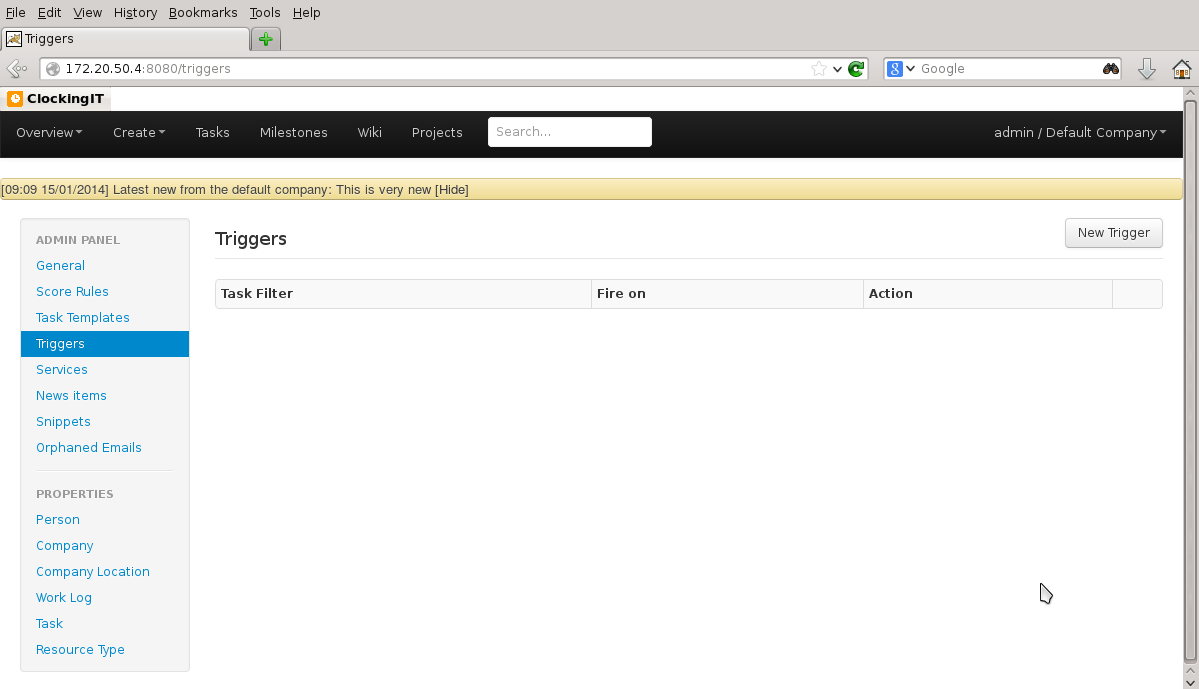 File Edit View History Bookmarks Tools Help
Triggers
172.20.50.4:8080/triggers
Google
ClockingIT
Overview Create Tasks Milestones Wiki Projects Search... admin / Default Company
[09:09 15/01/2014] Latest new from the default company: This is very new [Hide]
ADMIN PANEL
General
Score Rules
Task Templates
Triggers
Services
News items
Snippets
Orphaned Emails
PROPERTIES
Person
Company
Company Location
Work Log
Task
Resource Type
Triggers
New Trigger
Task Filter Fire on Action